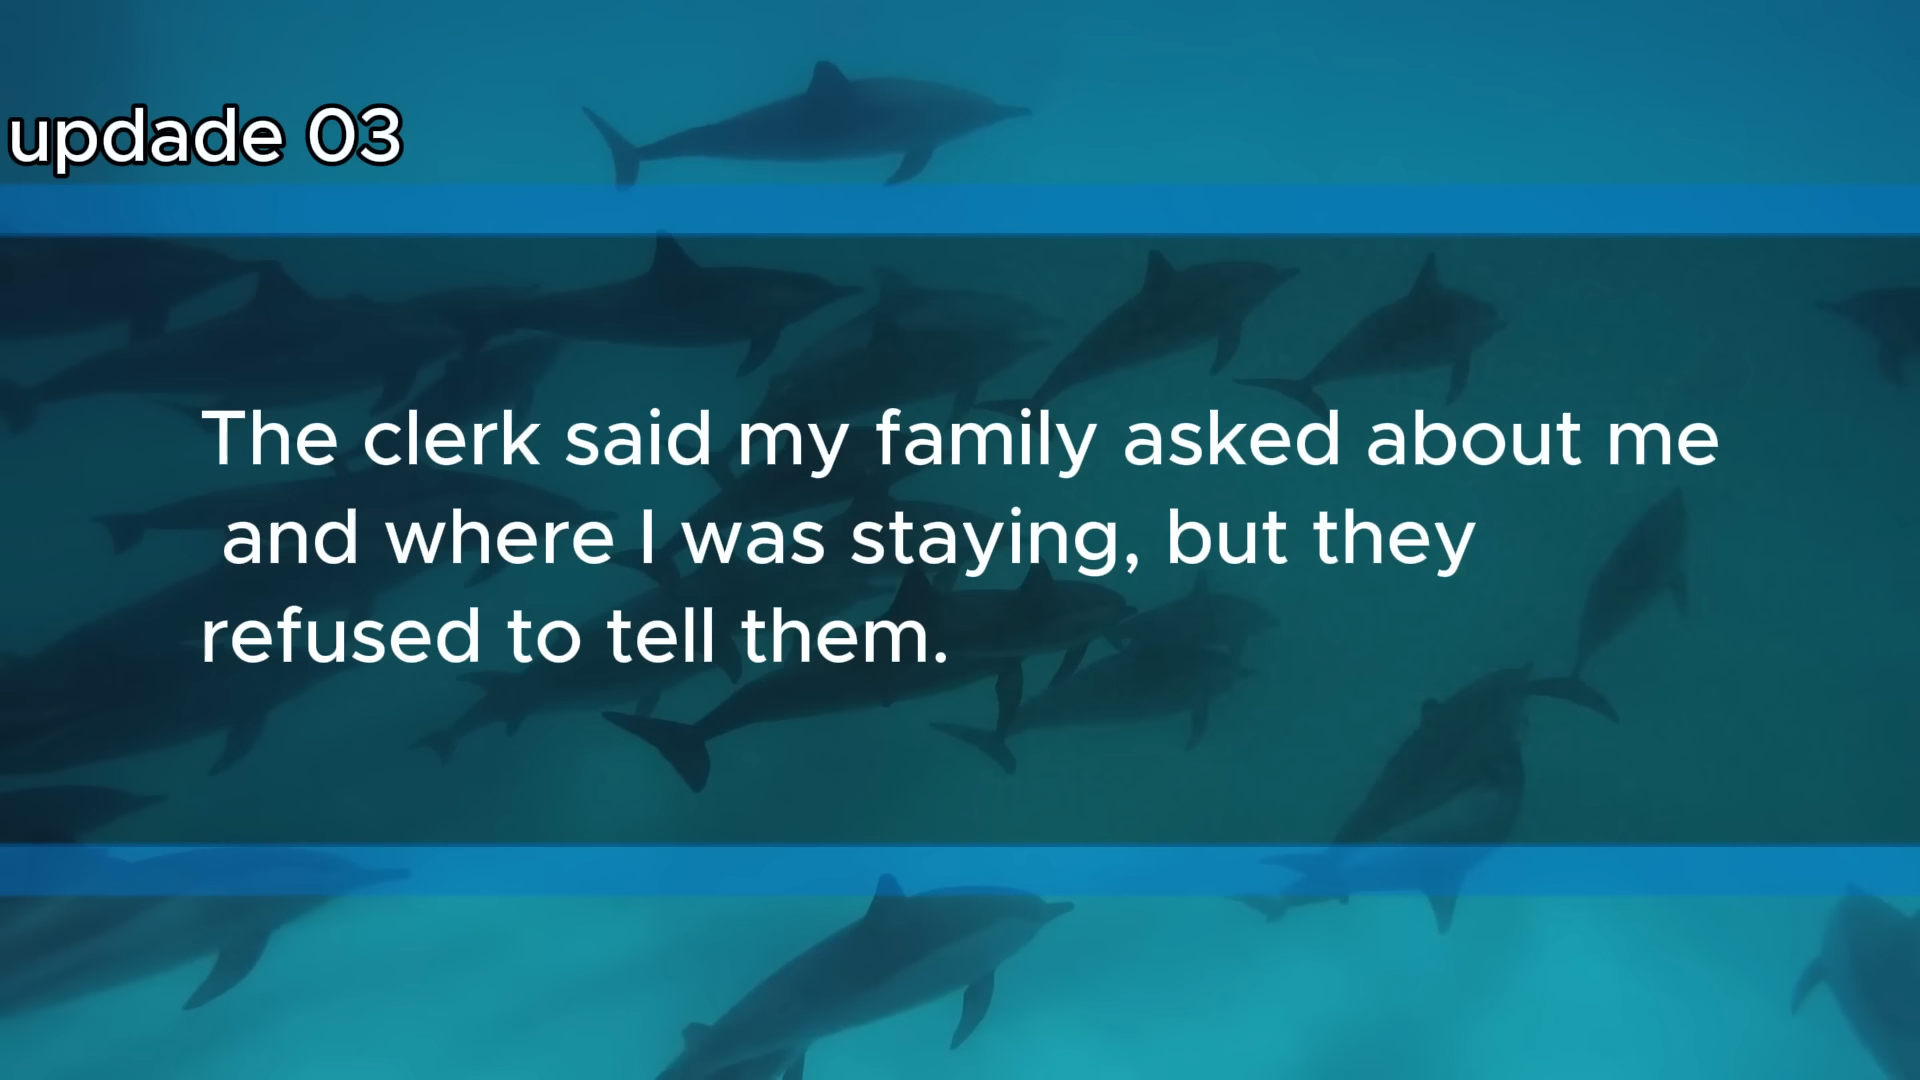 updade 03
The clerk said my family asked about me
and where I was staying, but they
refused to tell them.